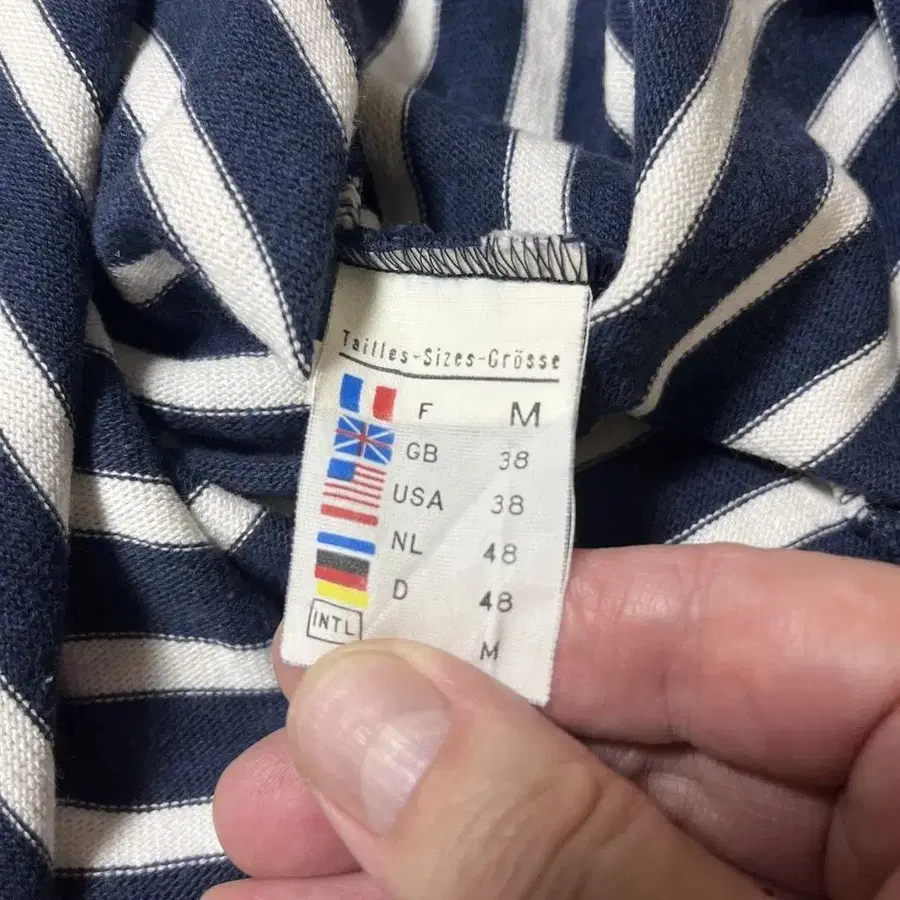 Tailles-Sizes-Grösse
F M
GB 38
USA 38
NL 48
D 48
INTL M